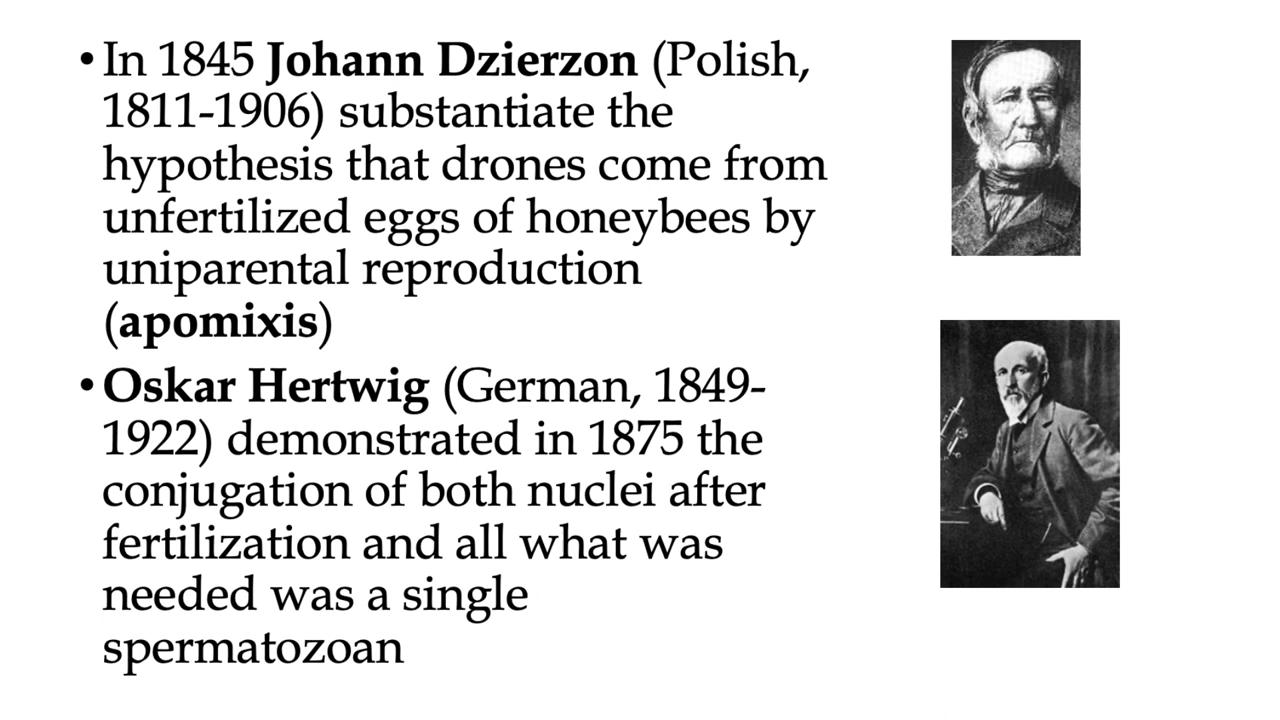 • In 1845 Johann Dzierzon (Polish,
1811-1906) substantiate the
hypothesis that drones come from
unfertilized eggs of honeybees by
uniparental reproduction
(apomixis)
• Oskar Hertwig (German, 1849-
1922) demonstrated in 1875 the
conjugation of both nuclei after
fertilization and all what was
needed was a single
spermatozoan